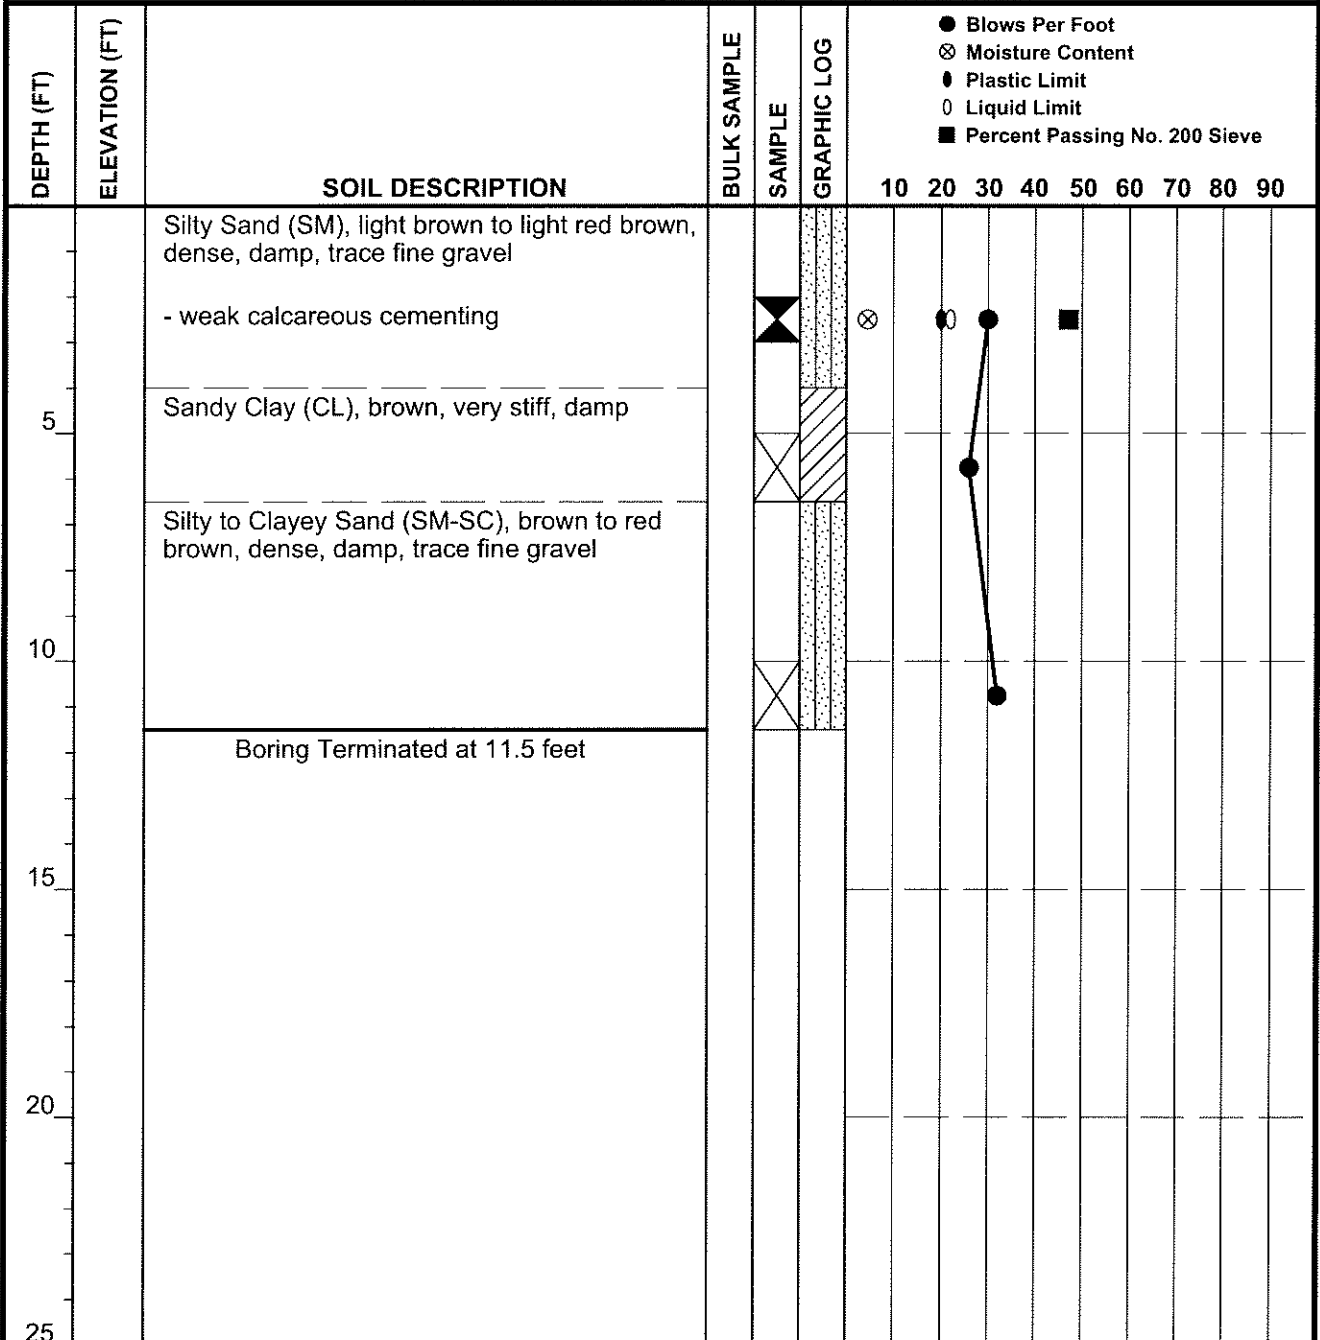 DEPTH (FT)
ELEVATION (FT)
SOIL DESCRIPTION
BULK SAMPLE
SAMPLE
GRAPHIC LOG
Blows Per Foot
Moisture Content
Plastic Limit
Liquid Limit
Percent Passing No. 200 Sieve
10 20 30 40 50 60 70 80 90
Silty Sand (SM), light brown to light red brown,
dense, damp, trace fine gravel
- weak calcareous cementing
Sandy Clay (CL), brown, very stiff, damp
5
Silty to Clayey Sand (SM-SC), brown to red
brown, dense, damp, trace fine gravel
10
Boring Terminated at 11.5 feet
15
20
25